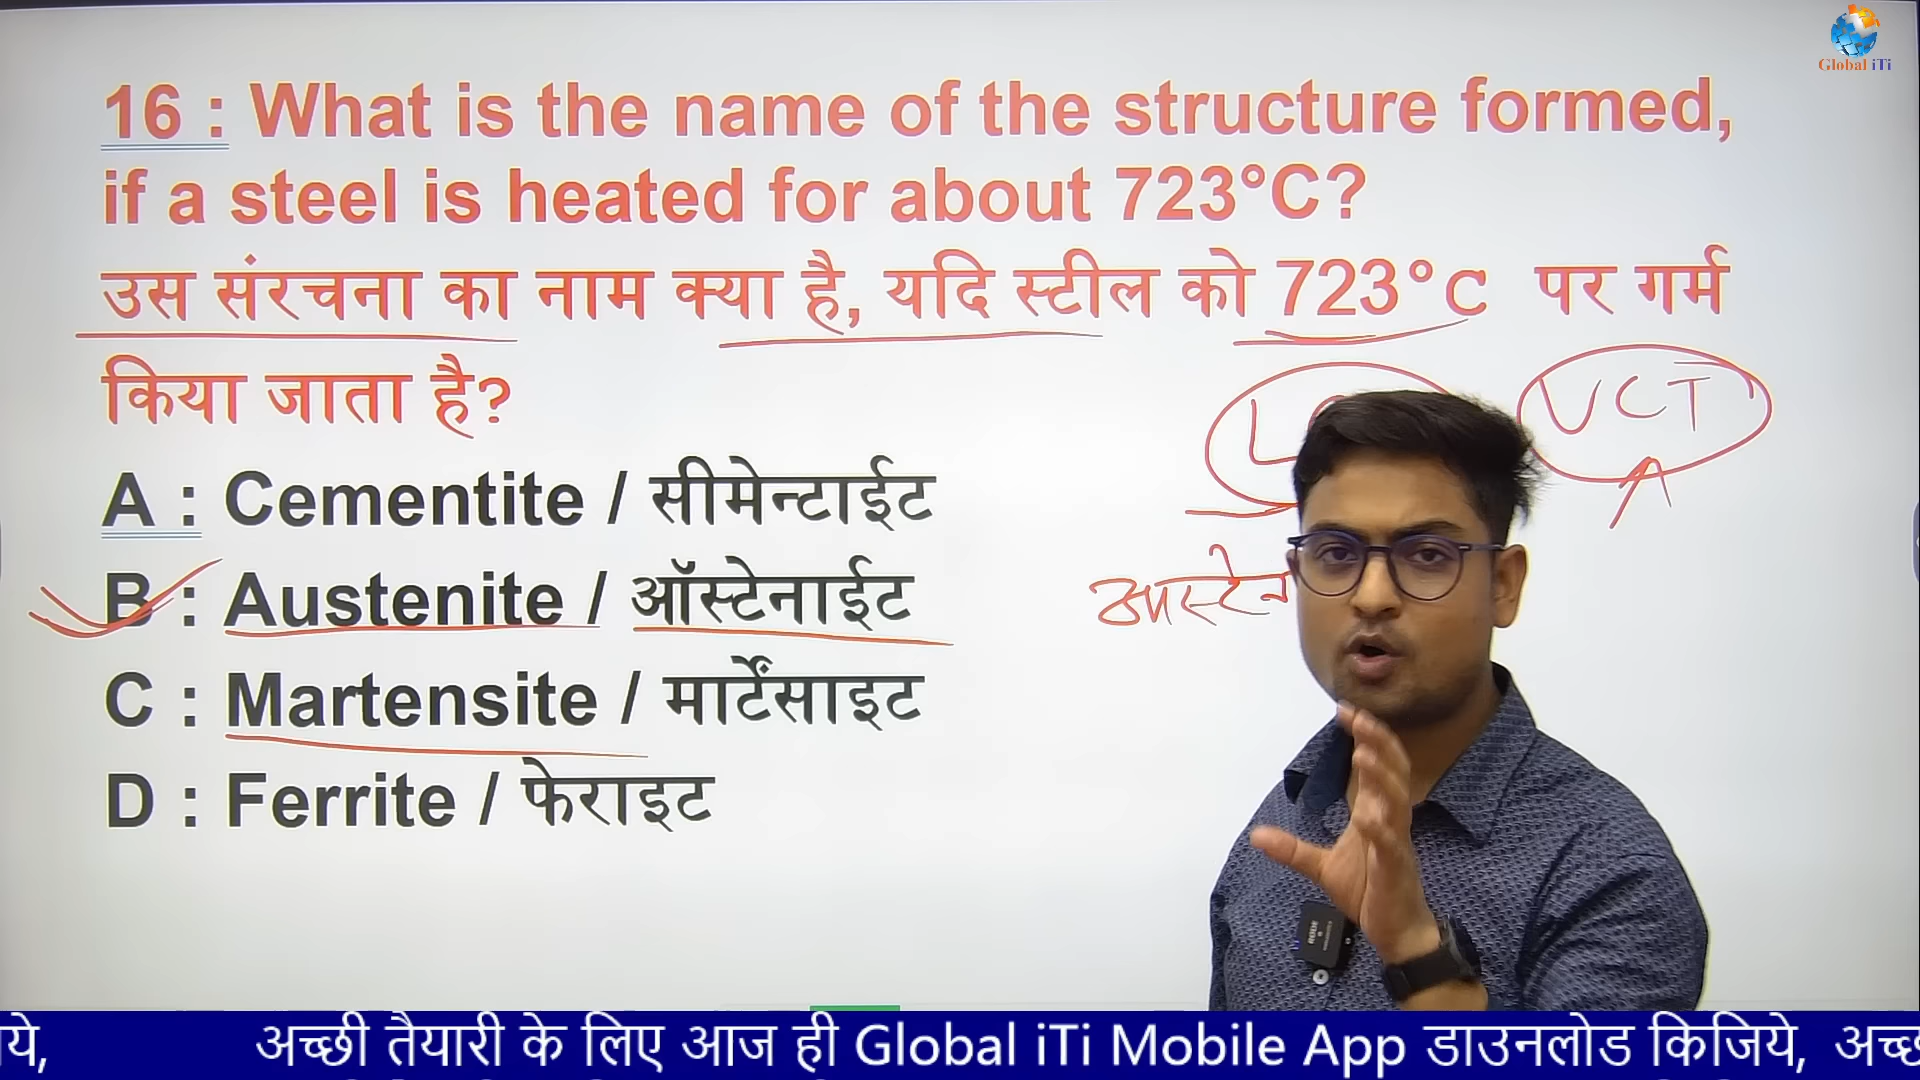 Global iTi
16 : What is the name of the structure formed,
if a steel is heated for about 723°C?
उस संरचना का नाम क्या है, यदि स्टील को 723°C पर गर्म
किया जाता है?
UCT
A : Cementite / सीमेन्टाईट
B : Austenite / ऑस्टेनाईट
C : Martensite / मार्टेंसाइट
D : Ferrite / फेराइट
अच्छी तैयारी के लिए आज ही Global iTi Mobile App डाउनलोड किजिये,